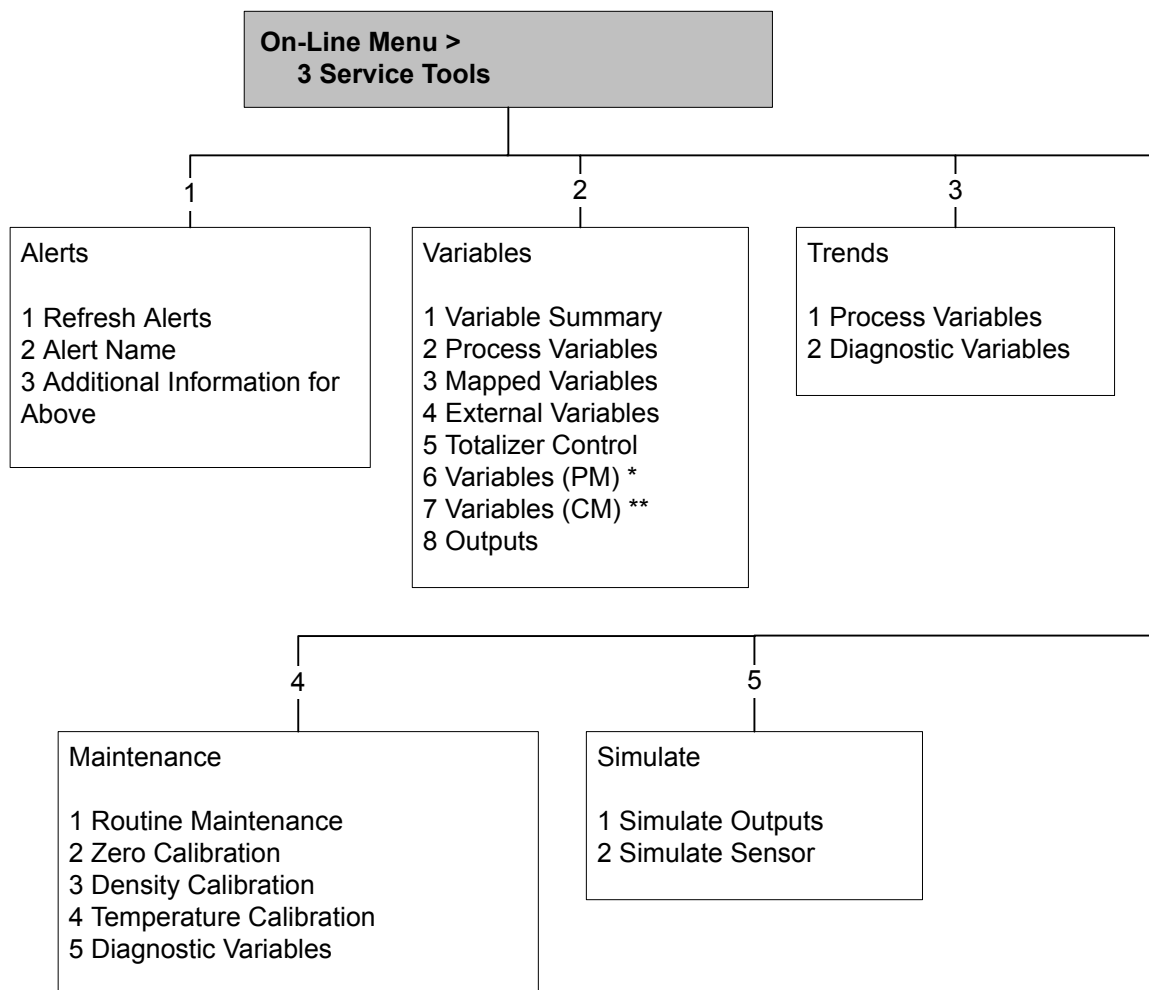 On-Line Menu >
3 Service Tools
1
2
3
Alerts
1 Refresh Alerts
2 Alert Name
3 Additional Information for
Above
Variables
1 Variable Summary
2 Process Variables
3 Mapped Variables
4 External Variables
5 Totalizer Control
6 Variables (PM) *
7 Variables (CM) **
8 Outputs
Trends
1 Process Variables
2 Diagnostic Variables
4
5
Maintenance
1 Routine Maintenance
2 Zero Calibration
3 Density Calibration
4 Temperature Calibration
5 Diagnostic Variables
Simulate
1 Simulate Outputs
2 Simulate Sensor